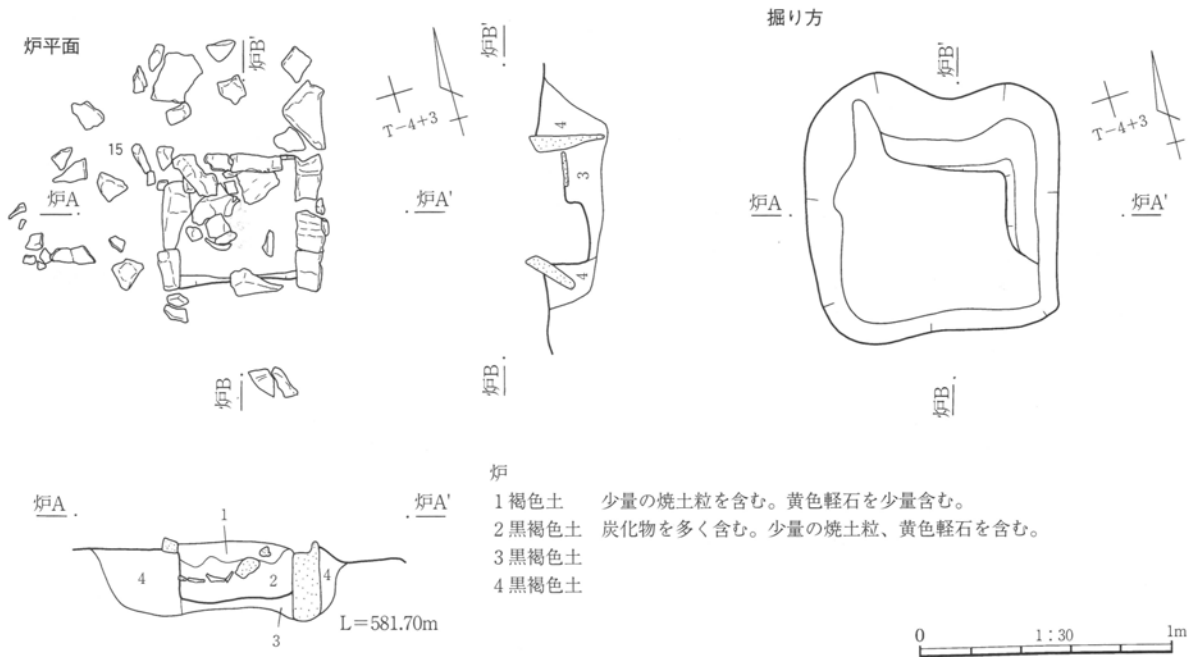 炉平面
炉B'
T-4+3
15
炉A
炉A'
炉B
炉B'
4
3
4
炉B
掘り方
炉B'
T-4+3
炉A
炉A'
炉B
炉A
炉A'
1
4
2
4
3
L=581.70m
炉
1 褐色土 少量の焼土粒を含む。黄色軽石を少量含む。
2 黒褐色土 炭化物を多く含む。少量の焼土粒、黄色軽石を含む。
3 黒褐色土
4 黒褐色土
0 1:30 1m